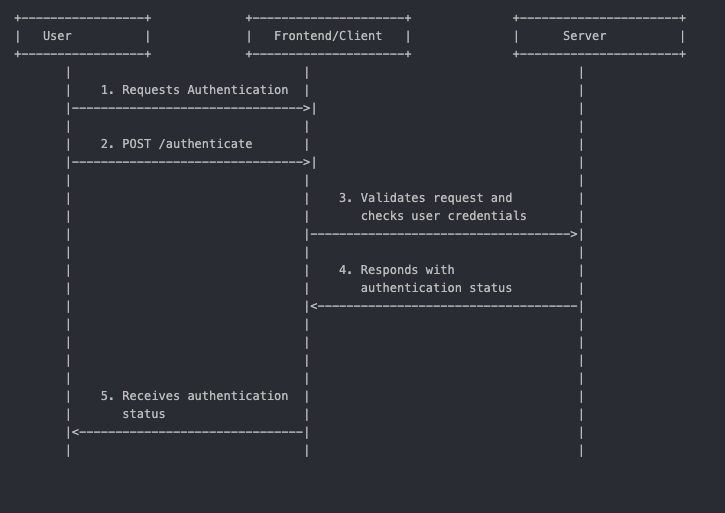 User Frontend/Client Server
1. Requests Authentication
2. POST /authenticate
3. Validates request and
checks user credentials
4. Responds with
authentication status
5. Receives authentication
status